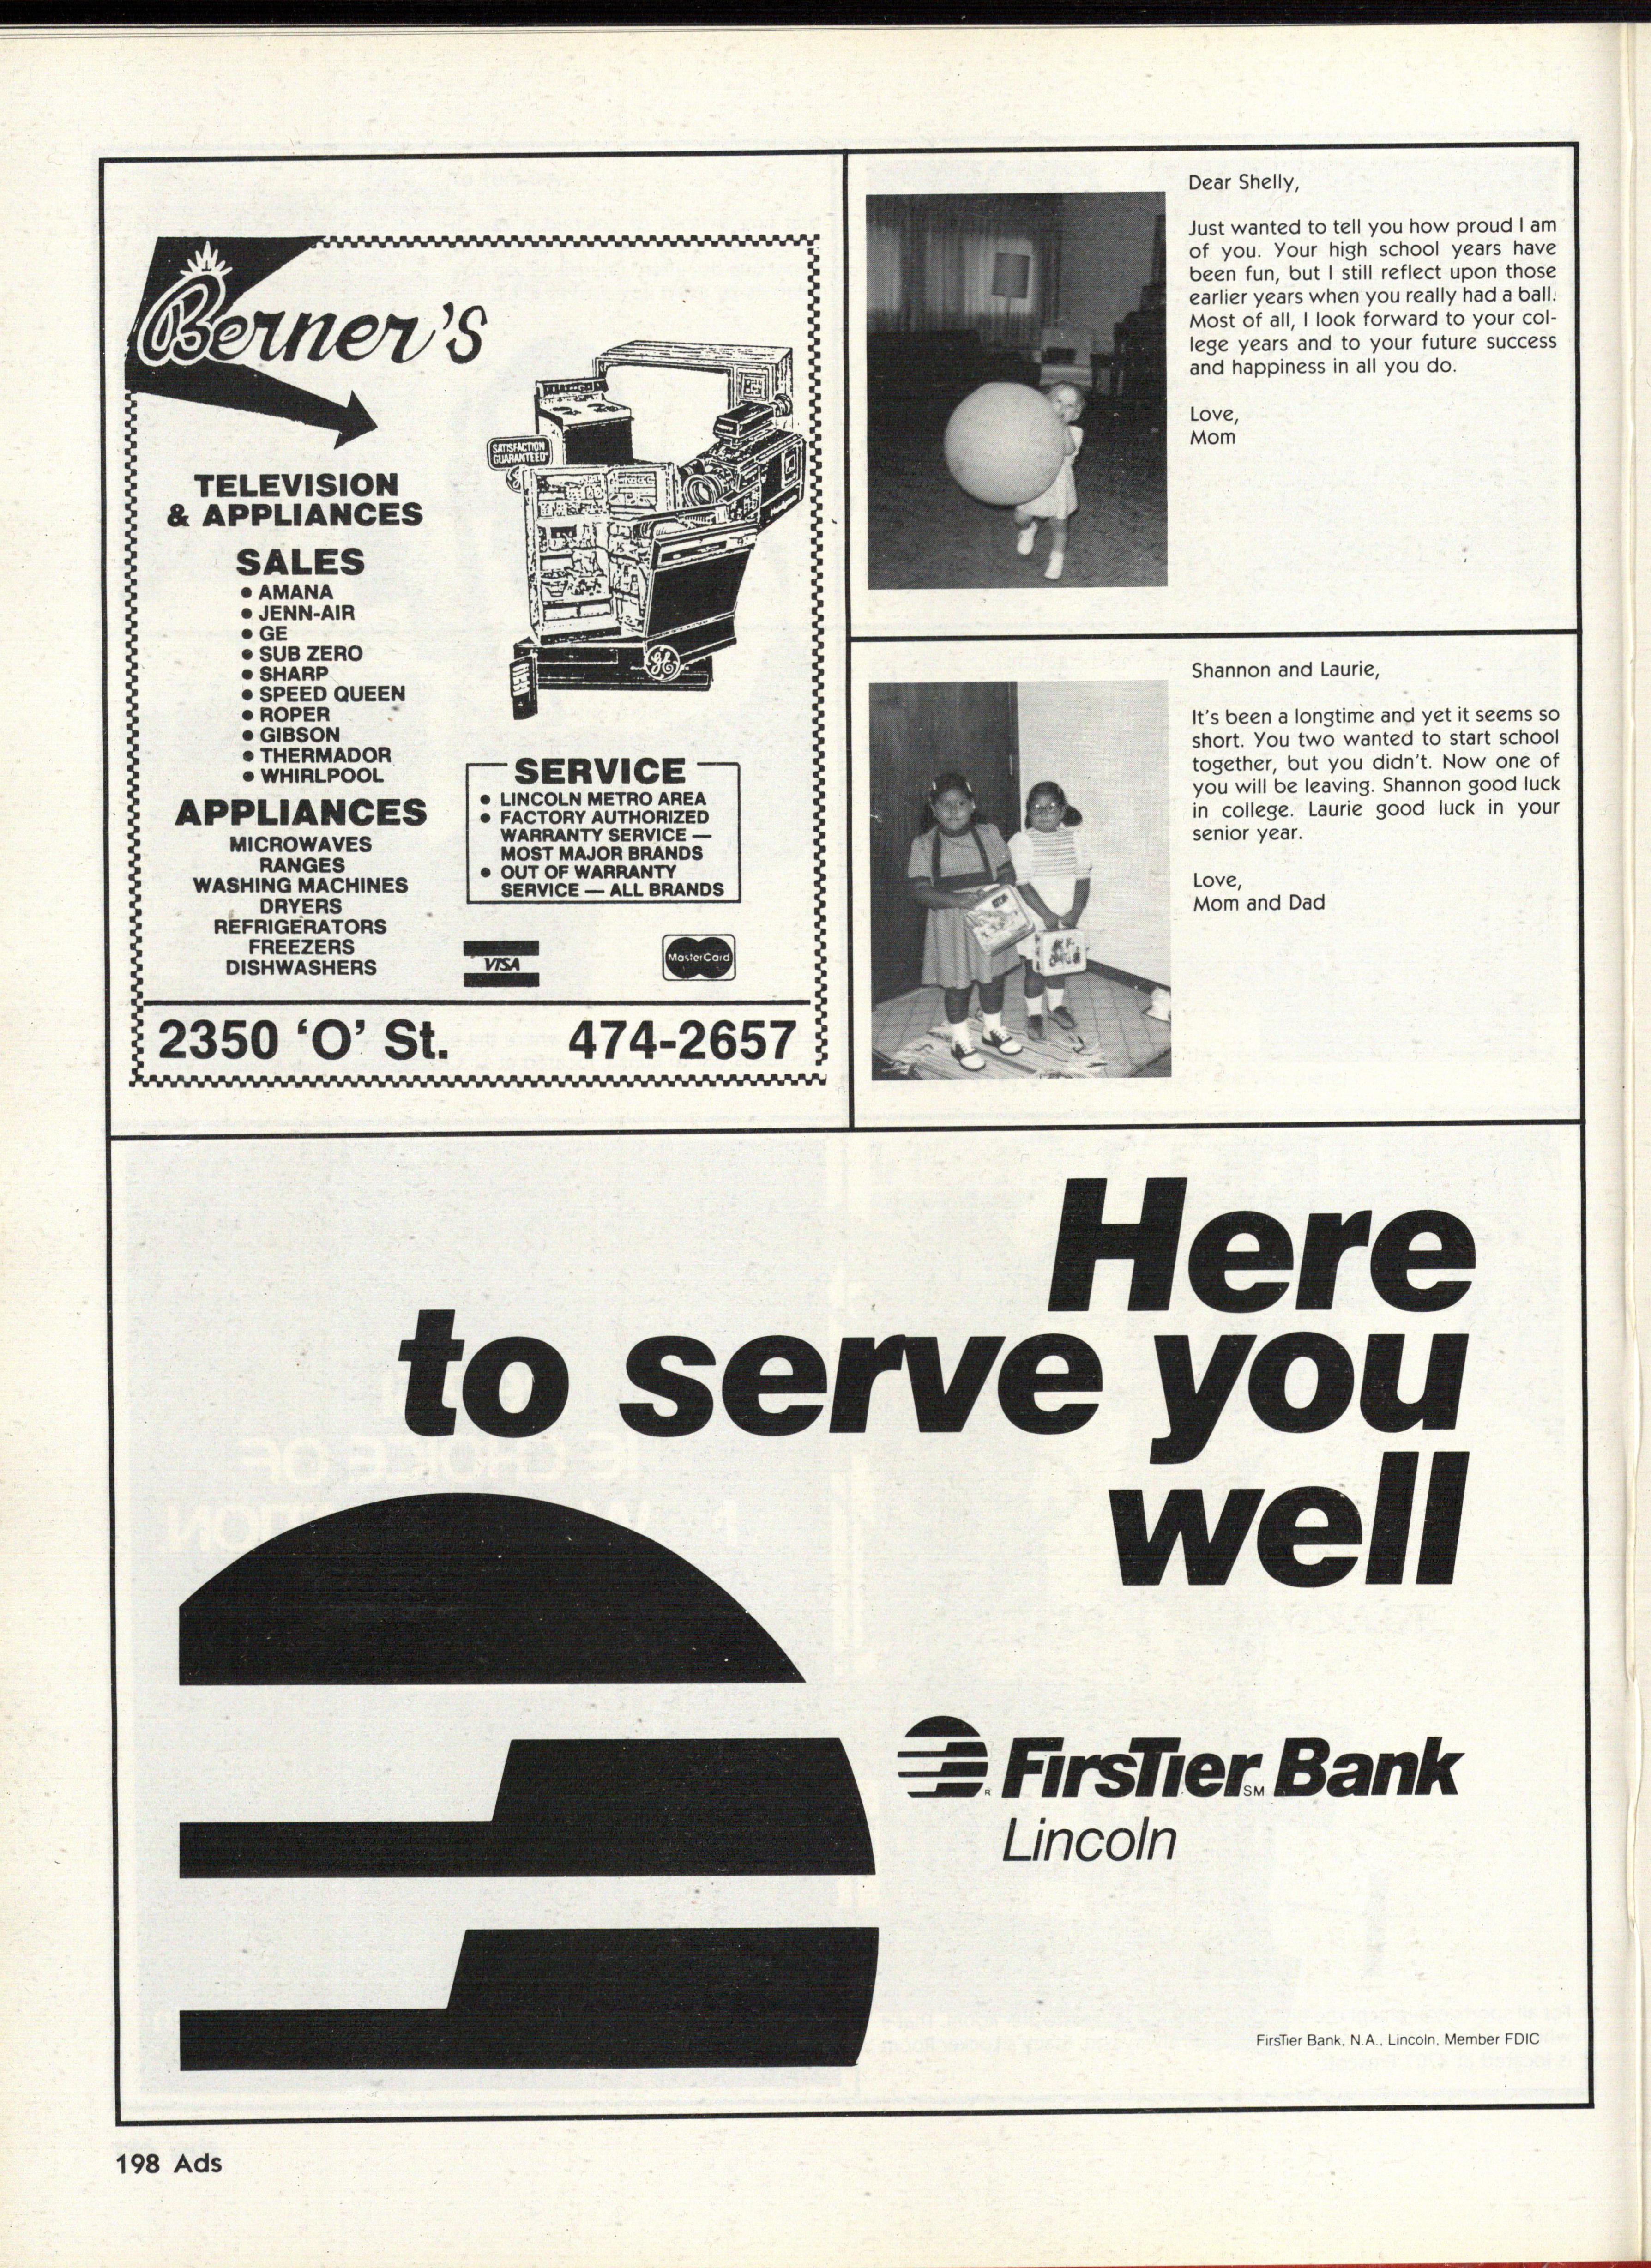 Berner's
TELEVISION
& APPLIANCES
SALES
• AMANA
• JENN-AIR
• GE
• SUB ZERO
• SHARP
• SPEED QUEEN
• ROPER
• GIBSON
• THERMADOR
• WHIRLPOOL
APPLIANCES
MICROWAVES
RANGES
WASHING MACHINES
DRYERS
REFRIGERATORS
FREEZERS
DISHWASHERS
SATISFACTION
GUARANTEED
GE
SERVICE
• LINCOLN METRO AREA
• FACTORY AUTHORIZED
WARRANTY SERVICE —
MOST MAJOR BRANDS
• OUT OF WARRANTY
SERVICE — ALL BRANDS
VISA
MasterCard
2350 ‘O’ St. 474-2657
Dear Shelly,
Just wanted to tell you how proud I am
of you. Your high school years have
been fun, but I still reflect upon those
earlier years when you really had a ball.
Most of all, I look forward to your col-
lege years and to your future success
and happiness in all you do.
Love,
Mom
Shannon and Laurie,
It's been a longtime and yet it seems so
short. You two wanted to start school
together, but you didn't. Now one of
you will be leaving. Shannon good luck
in college. Laurie good luck in your
senior year.
Love,
Mom and Dad
Here
to serve you
well
® FirsTier SM Bank
Lincoln
FirsTier Bank, N.A., Lincoln, Member FDIC
198 Ads